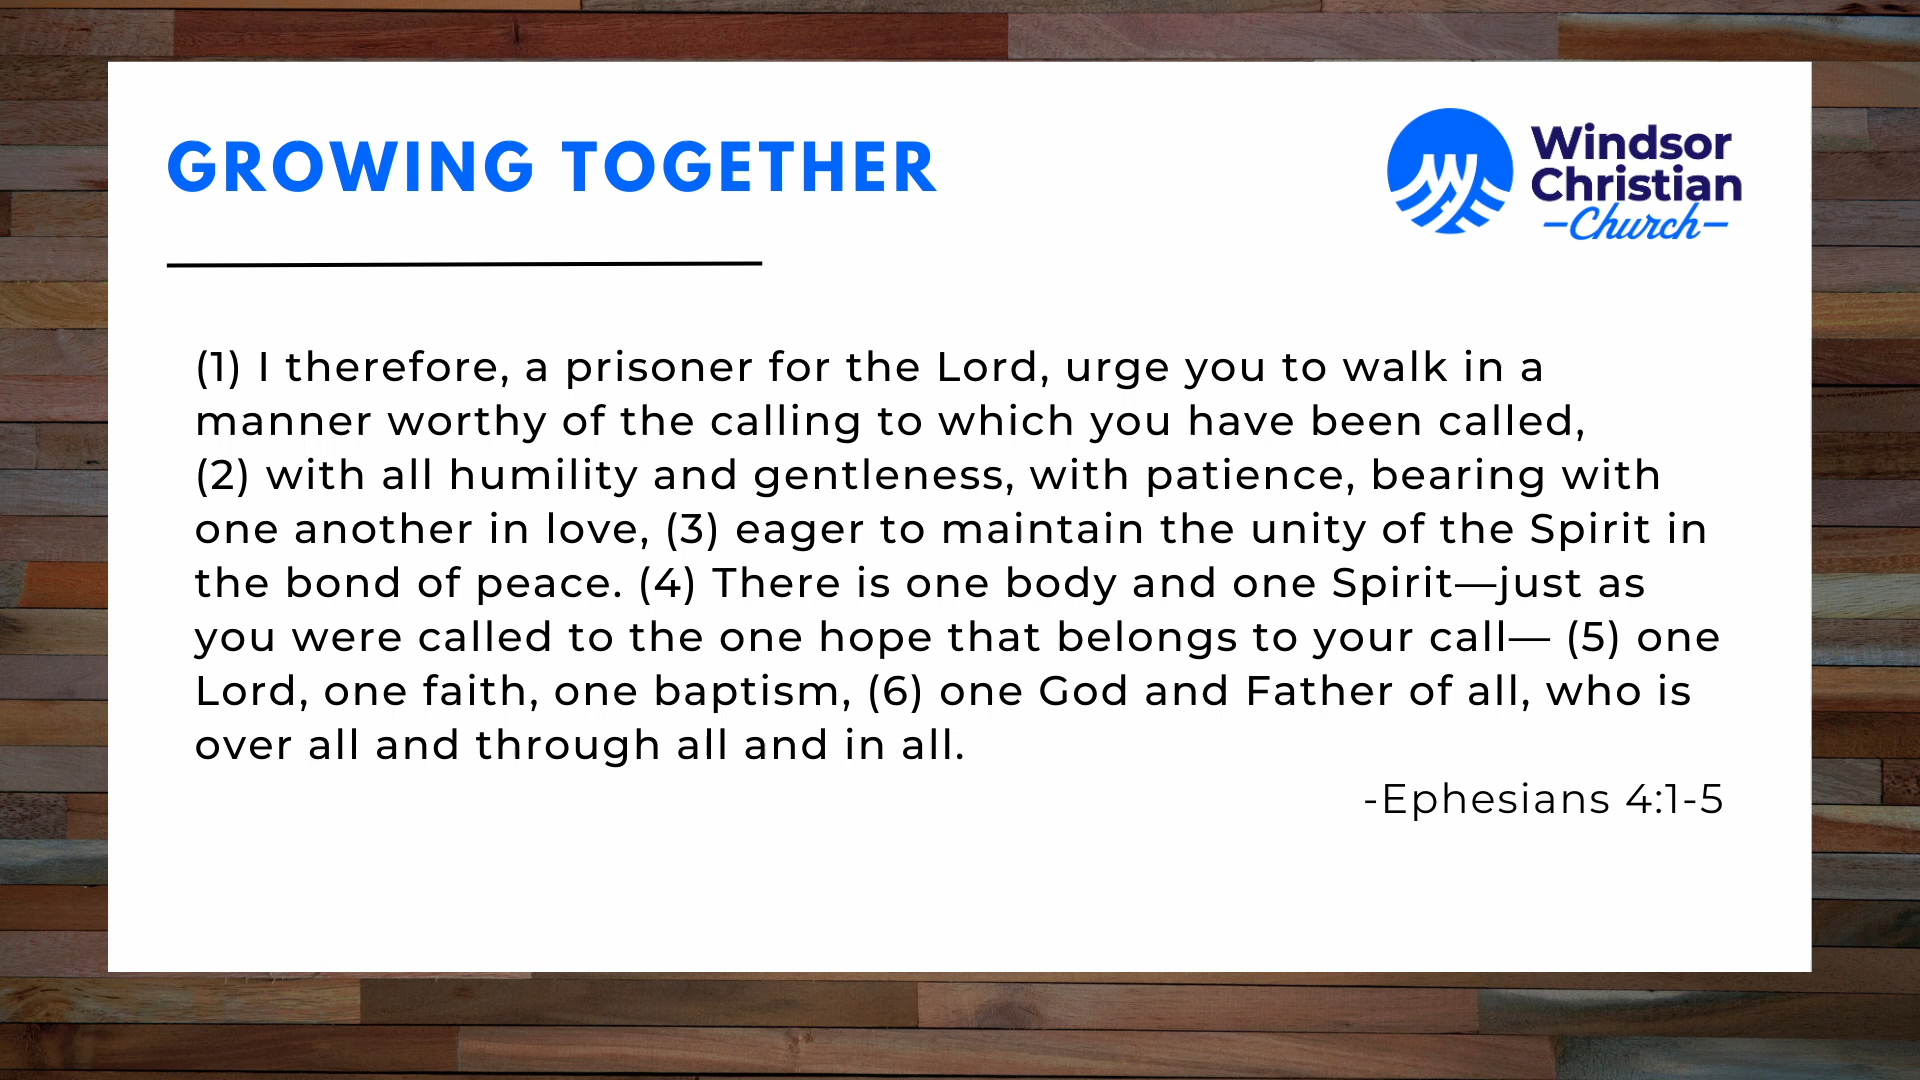 GROWING TOGETHER
Windsor
Christian
-Church-
(1) I therefore, a prisoner for the Lord, urge you to walk in a
manner worthy of the calling to which you have been called,
(2) with all humility and gentleness, with patience, bearing with
one another in love, (3) eager to maintain the unity of the Spirit in
the bond of peace. (4) There is one body and one Spirit—just as
you were called to the one hope that belongs to your call— (5) one
Lord, one faith, one baptism, (6) one God and Father of all, who is
over all and through all and in all.
-Ephesians 4:1-5